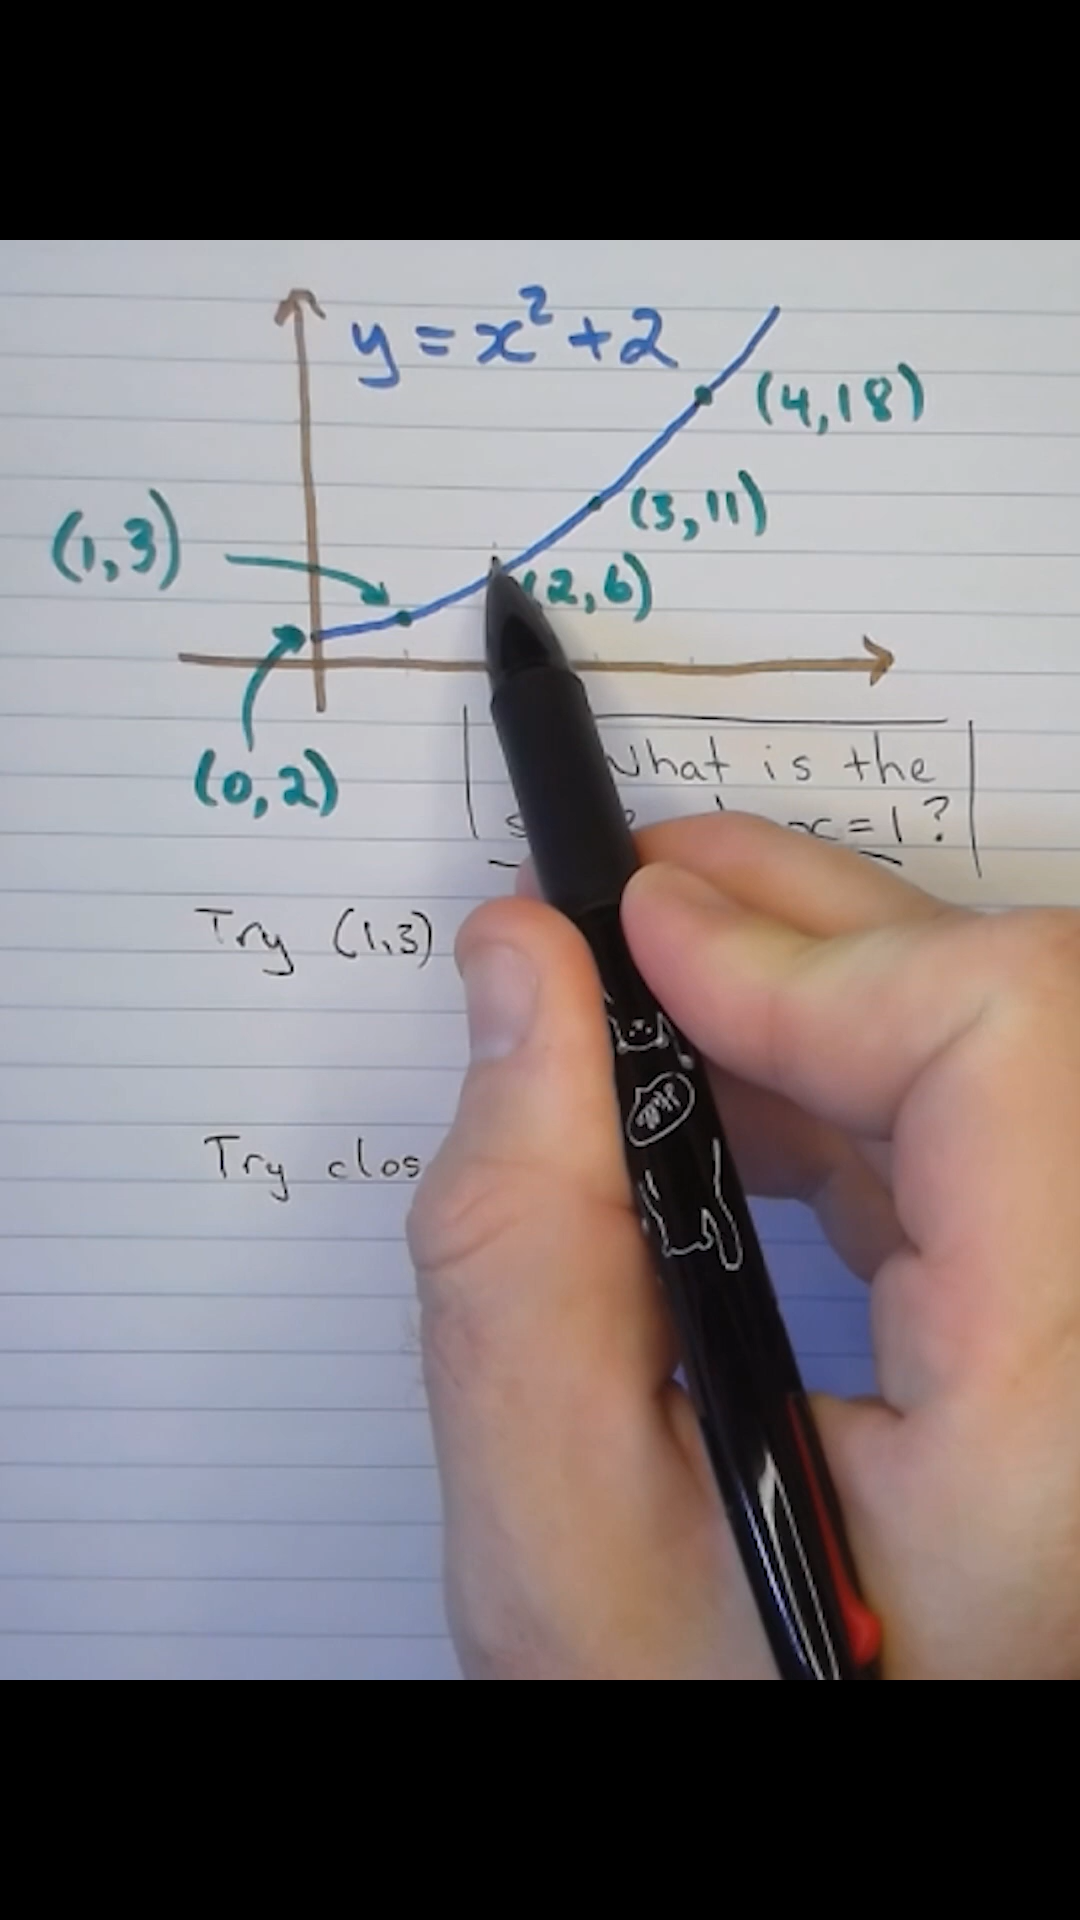 y = x² + 2
(4,18)
(3,11)
(1,3)
(2,6)
(0,2)
What is the
x=1?
Try (1,3)
Try clos
Hello